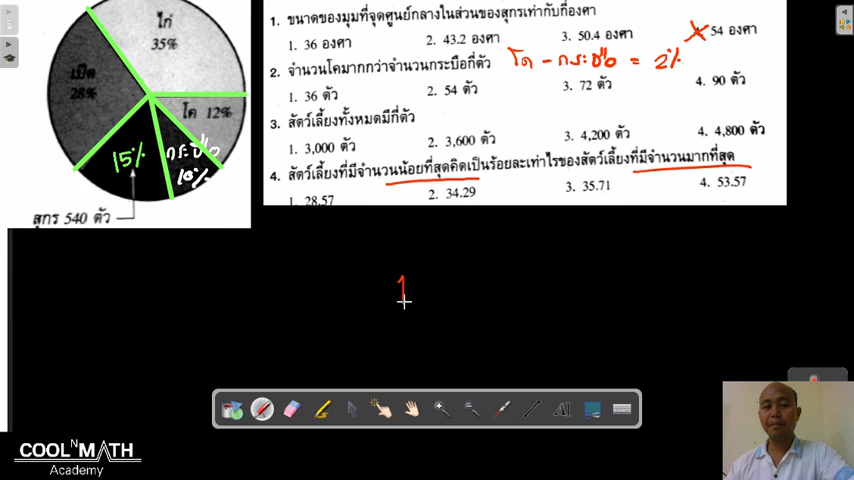 ไก่
35%
เป็ด
28%
โค 12%
กระบือ
10%
15%
สุกร 540 ตัว
1. ขนาดของมุมที่จุดศูนย์กลางในส่วนของสุกรเท่ากับกี่องศา
1. 36 องศา 2. 43.2 องศา 3. 50.4 องศา 54 องศา
2. จำนวนโคมากกว่าจำนวนกระบือกี่ตัว โค - กระบือ = 2%
1. 36 ตัว 2. 54 ตัว 3. 72 ตัว 4. 90 ตัว
3. สัตว์เลี้ยงทั้งหมดมีกี่ตัว
1. 3,000 ตัว 2. 3,600 ตัว 3. 4,200 ตัว 4. 4,800 ตัว
4. สัตว์เลี้ยงที่มีจำนวนน้อยที่สุดคิดเป็นร้อยละเท่าไรของสัตว์เลี้ยงที่มีจำนวนมากที่สุด
1. 28.57 2. 34.29 3. 35.71 4. 53.57
1
COOL N MATH
Academy